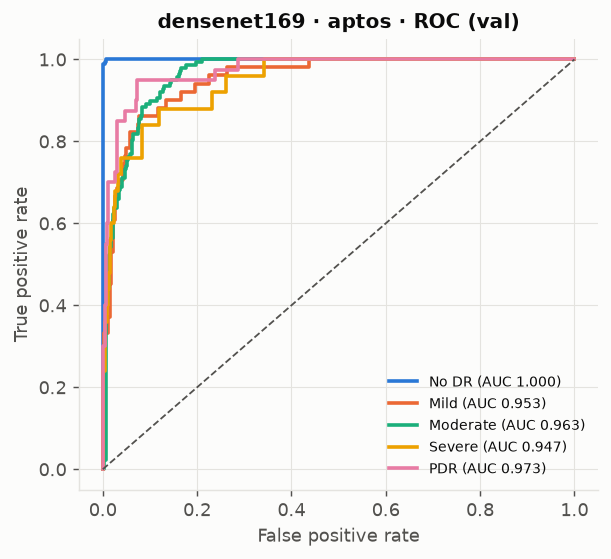 densenet169 · aptos · ROC (val)
True positive rate
1.0
0.8
0.6
0.4
0.2
0.0
No DR (AUC 1.000)
Mild (AUC 0.953)
Moderate (AUC 0.963)
Severe (AUC 0.947)
PDR (AUC 0.973)
0.0 0.2 0.4 0.6 0.8 1.0
False positive rate